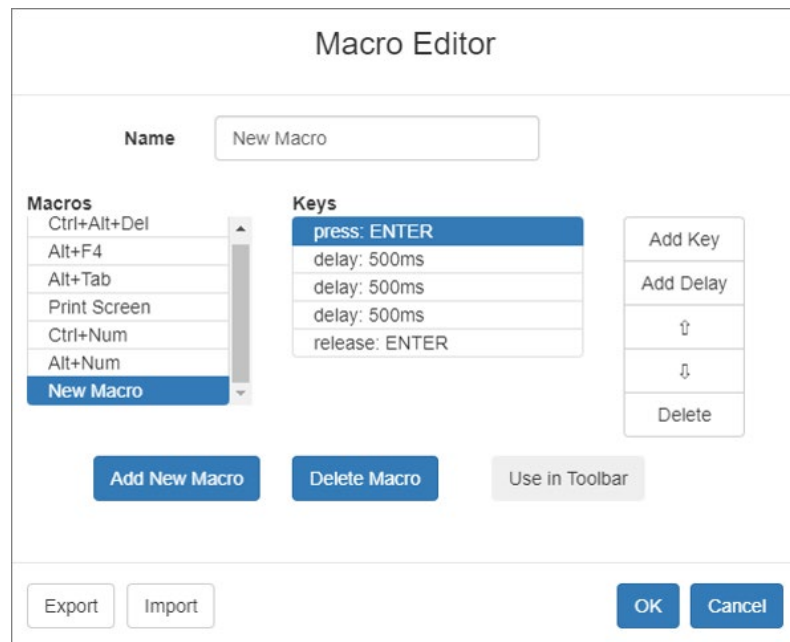 Macro Editor
Name New Macro
Macros
Ctrl+Alt+Del
Alt+F4
Alt+Tab
Print Screen
Ctrl+Num
Alt+Num
New Macro
Keys
press: ENTER
delay: 500ms
delay: 500ms
delay: 500ms
release: ENTER
Add Key
Add Delay
⇧
⇩
Delete
Add New Macro Delete Macro Use in Toolbar
Export Import OK Cancel